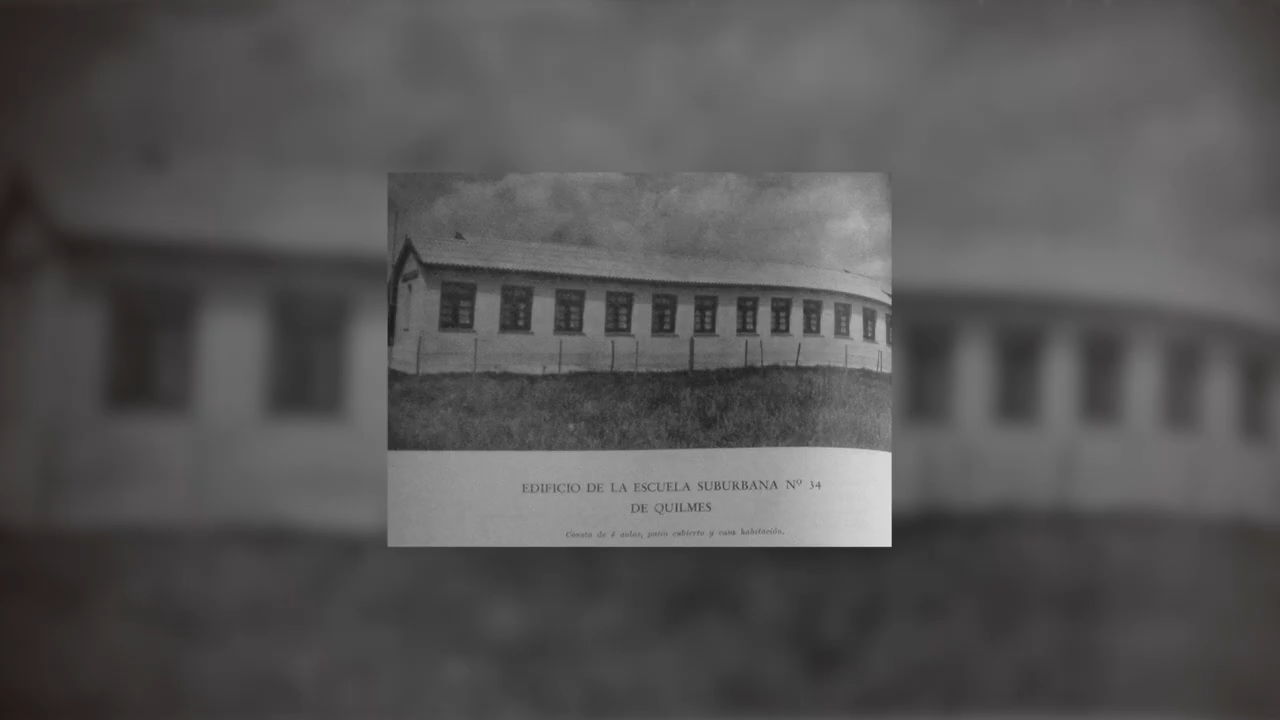 EDIFICIO DE LA ESCUELA SUBURBANA Nº 34
DE QUILMES
Consta de 4 aulas, patio cubierto y casa habitación.